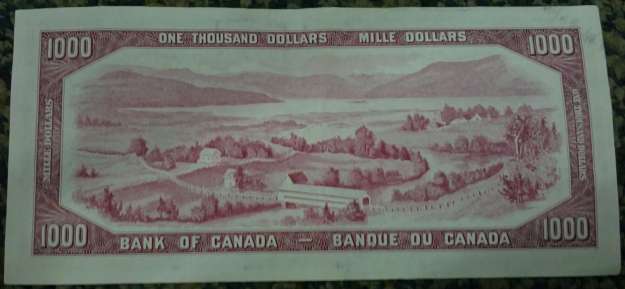 1000 ONE THOUSAND DOLLARS MILLE DOLLARS 1000
MILLE DOLLARS
ONE THOUSAND DOLLARS
1000 BANK OF CANADA — BANQUE DU CANADA 1000